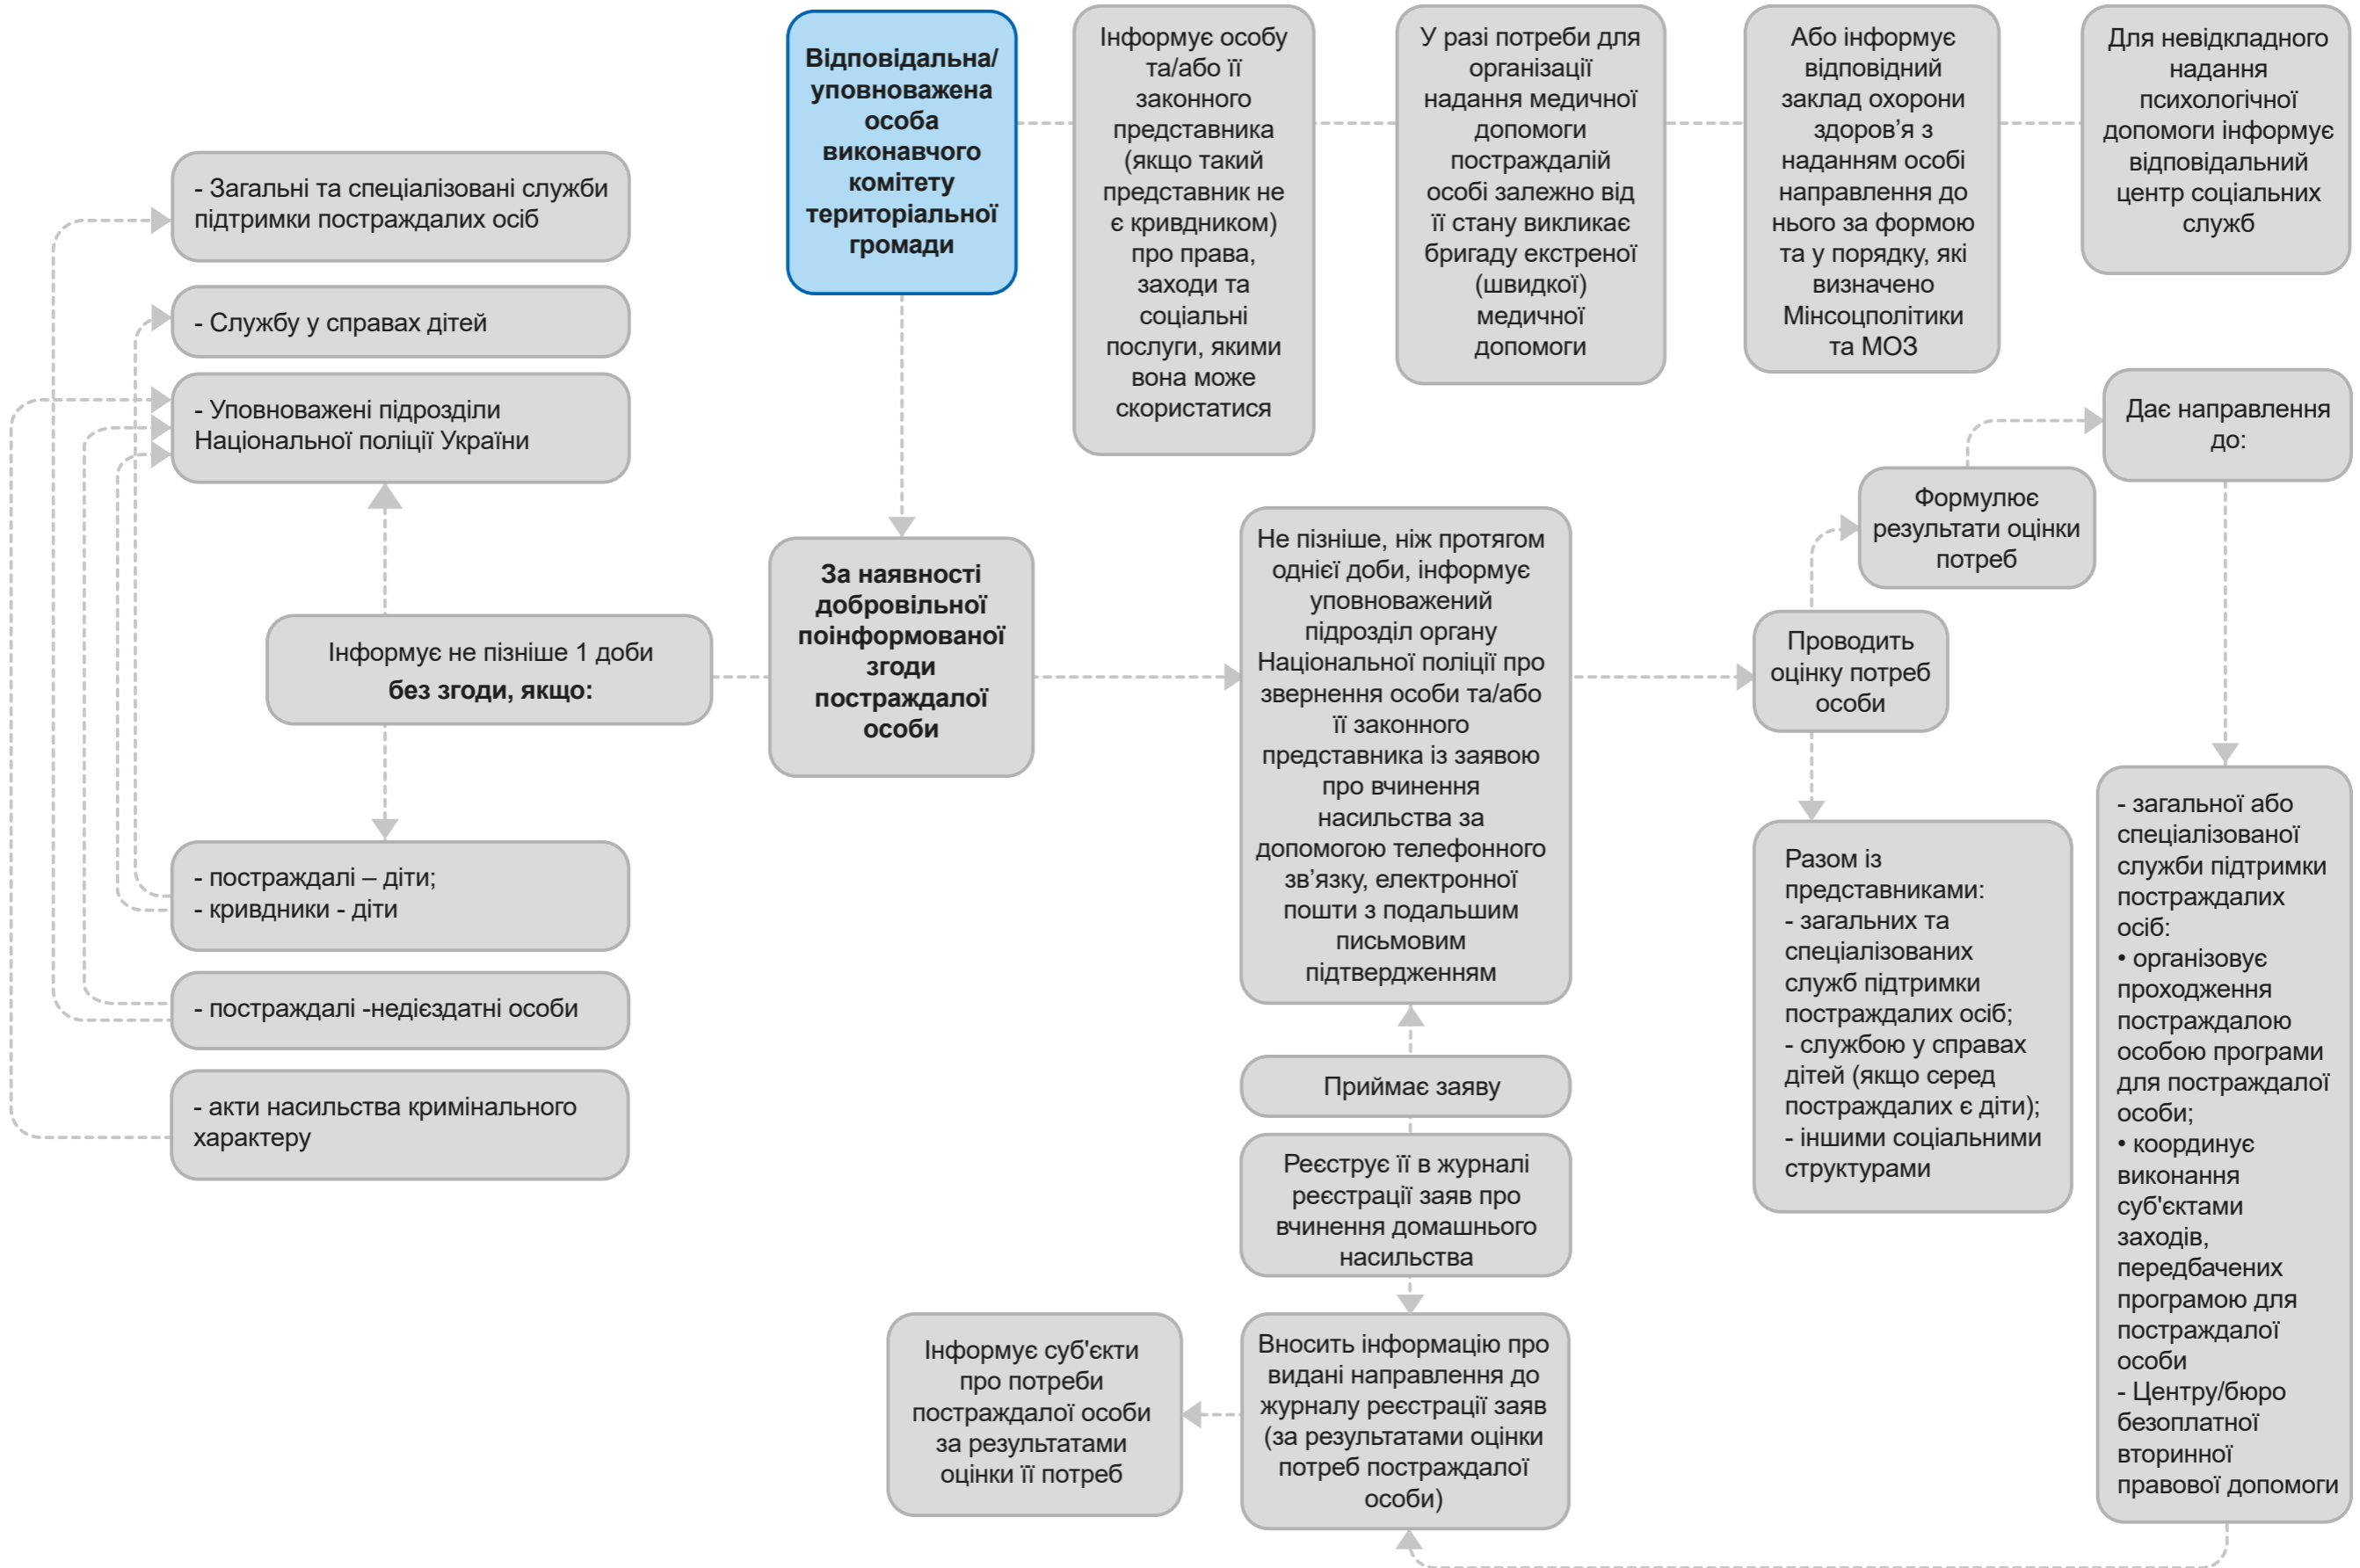 Відповідальна/
уповноважена
особа
виконавчого
комітету
територіальної
громади
Інформує особу
та/або її
законного
представника
(якщо такий
представник не
є кривдником)
про права,
заходи та
соціальні
послуги, якими
вона може
скористатися
У разі потреби для
організації
надання медичної
допомоги
постраждалій
особі залежно від
її стану викликає
бригаду екстреної
(швидкої)
медичної
допомоги
Або інформує
відповідний
заклад охорони
здоров’я з
наданням особі
направлення до
нього за формою
та у порядку, які
визначено
Мінсоцполітики
та МОЗ
Для невідкладного
надання
психологічної
допомоги інформує
відповідальний
центр соціальних
служб
- Загальні та спеціалізовані служби
підтримки постраждалих осіб
- Службу у справах дітей
- Уповноважені підрозділи
Національної поліції України
Інформує не пізніше 1 доби
без згоди, якщо:
- постраждалі – діти;
- кривдники - діти
- постраждалі -недієздатні особи
- акти насильства кримінального
характеру
За наявності
добровільної
поінформованої
згоди
постраждалої
особи
Не пізніше, ніж протягом
однієї доби, інформує
уповноважений
підрозділ органу
Національної поліції про
звернення особи та/або
її законного
представника із заявою
про вчинення
насильства за
допомогою телефонного
зв’язку, електронної
пошти з подальшим
письмовим
підтвердженням
Приймає заяву
Реєструє її в журналі
реєстрації заяв про
вчинення домашнього
насильства
Вносить інформацію про
видані направлення до
журналу реєстрації заяв
(за результатами оцінки
потреб постраждалої
особи)
Інформує суб'єкти
про потреби
постраждалої особи
за результатами
оцінки її потреб
Проводить
оцінку потреб
особи
Формулює
результати оцінки
потреб
Дає направлення
до:
Разом із
представниками:
- загальних та
спеціалізованих
служб підтримки
постраждалих осіб;
- службою у справах
дітей (якщо серед
постраждалих є діти);
- іншими соціальними
структурами
- загальної або
спеціалізованої
служби підтримки
постраждалих
осіб:
• організовує
проходження
постраждалою
особою програми
для постраждалої
особи;
• координує
виконання
суб'єктами
заходів,
передбачених
програмою для
постраждалої
особи
- Центру/бюро
безоплатної
вторинної
правової допомоги